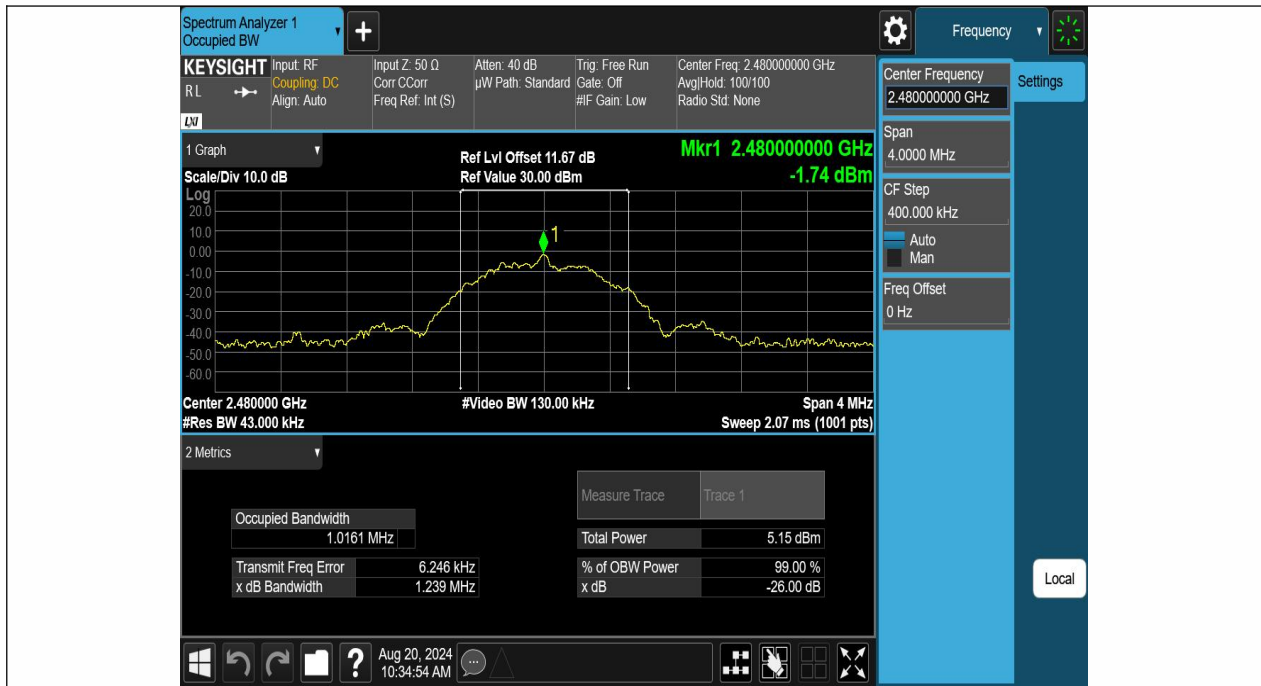 Spectrum Analyzer 1
Occupied BW
+
Frequency
KEYSIGHT
RL
LXI
Input: RF
Coupling: DC
Align: Auto
Input Z: 50 Ω
Corr CCorr
Freq Ref: Int (S)
Atten: 40 dB
µW Path: Standard
Trig: Free Run
Gate: Off
#IF Gain: Low
Center Freq: 2.480000000 GHz
Avg|Hold: 100/100
Radio Std: None
Center Frequency
2.480000000 GHz
Settings
Span
4.0000 MHz
CF Step
400.000 kHz
Auto
Man
Freq Offset
0 Hz
1 Graph
Scale/Div 10.0 dB
Ref Lvl Offset 11.67 dB
Ref Value 30.00 dBm
Mkr1 2.480000000 GHz
-1.74 dBm
Log
20.0
10.0
0.00
-10.0
-20.0
-30.0
-40.0
-50.0
-60.0
1
Center 2.480000 GHz
#Res BW 43.000 kHz
#Video BW 130.00 kHz
Span 4 MHz
Sweep 2.07 ms (1001 pts)
2 Metrics
Measure Trace Trace 1
Occupied Bandwidth
1.0161 MHz
Total Power 5.15 dBm
Transmit Freq Error 6.246 kHz
% of OBW Power 99.00 %
x dB Bandwidth 1.239 MHz
x dB -26.00 dB
Local
?
Aug 20, 2024
10:34:54 AM